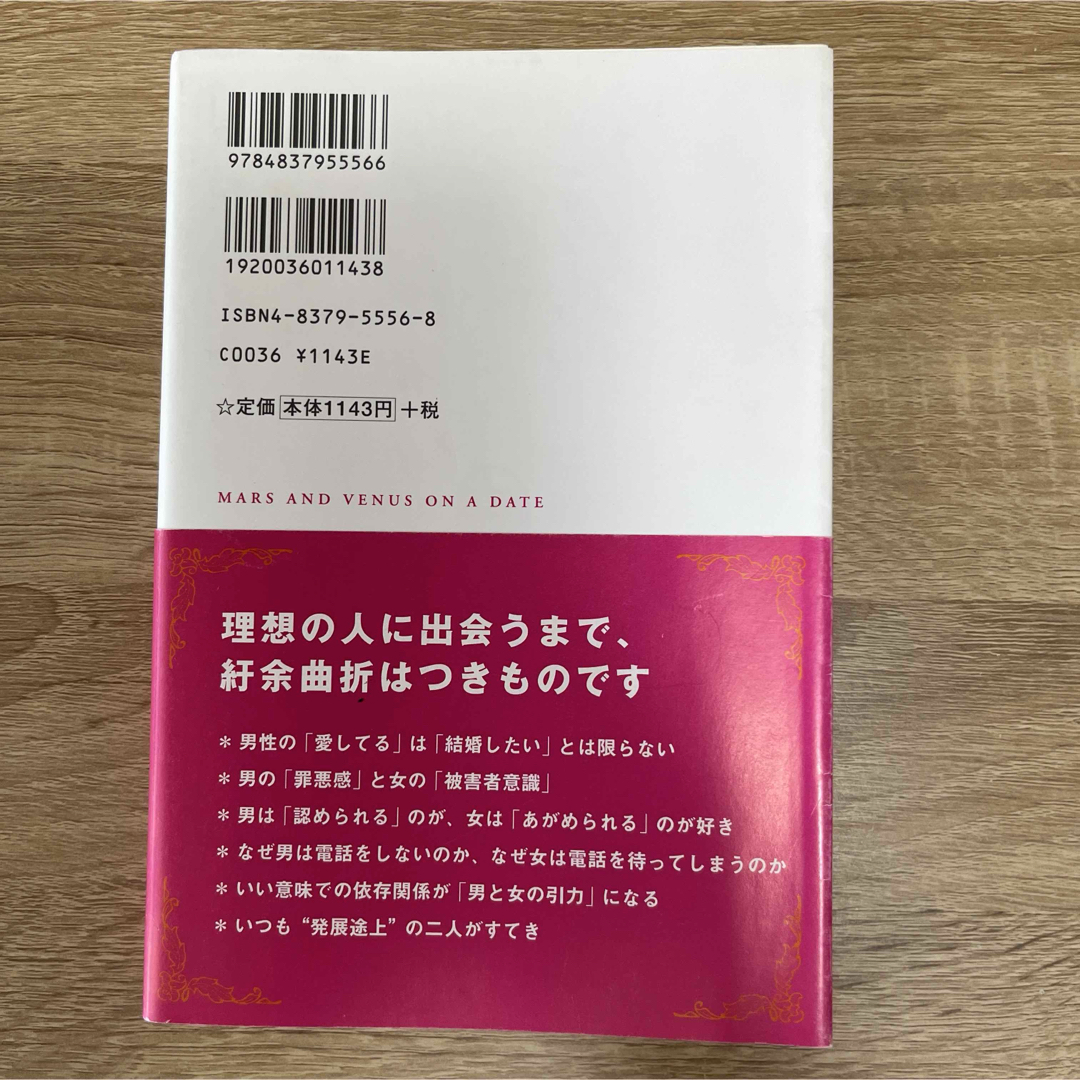 9784837955566
1920036011438
ISBN4-8379-5556-8
C0036 ¥1143E
☆定価 本体1143円 +税
MARS AND VENUS ON A DATE
理想の人に出会うまで、
紆余曲折はつきものです
＊男性の「愛してる」は「結婚したい」とは限らない
＊男の「罪悪感」と女の「被害者意識」
＊男は「認められる」のが、女は「あがめられる」のが好き
＊なぜ男は電話をしないのか、なぜ女は電話を待ってしまうのか
＊いい意味での依存関係が「男と女の引力」になる
＊いつも“発展途上”の二人がすてき